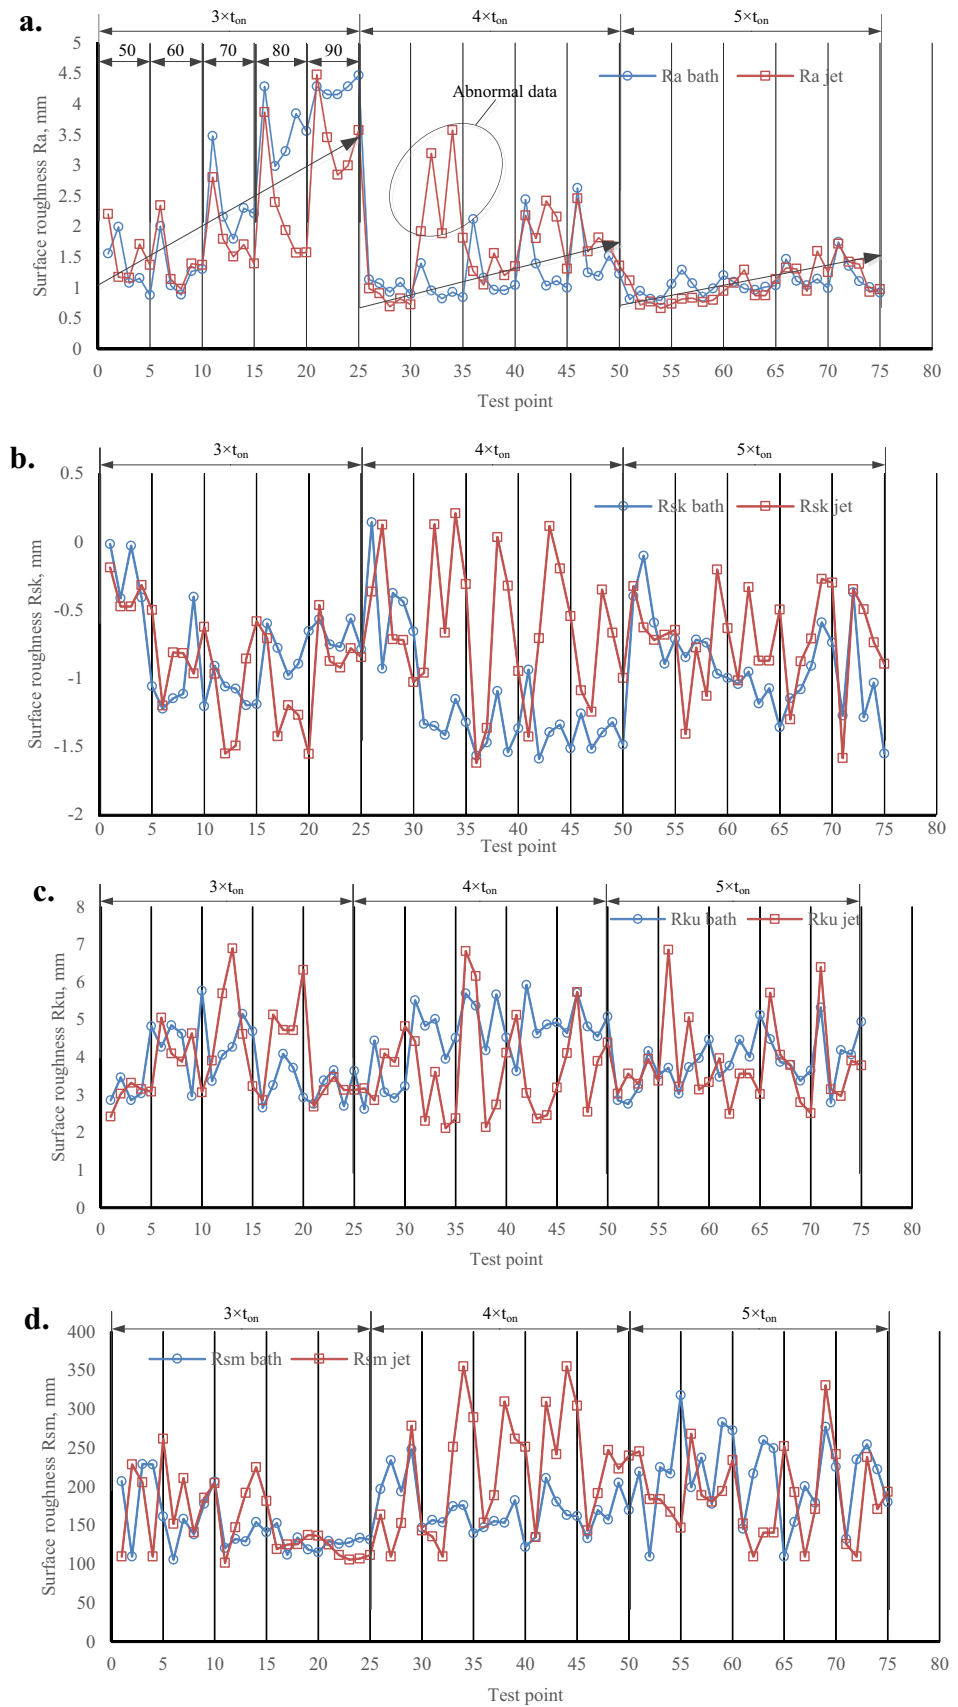 a.
3×ton
4×ton
5×ton
50 60 70 80 90
Ra bath
Ra jet
Abnormal data
Surface roughness Ra, mm
5
4.5
4
3.5
3
2.5
2
1.5
1
0.5
0
0 5 10 15 20 25 30 35 40 45 50 55 60 65 70 75 80
Test point
b.
3×ton
4×ton
5×ton
Rsk bath
Rsk jet
Surface roughness Rsk, mm
0.5
0
-0.5
-1
-1.5
-2
0 5 10 15 20 25 30 35 40 45 50 55 60 65 70 75 80
Test point
c.
3×ton
4×ton
5×ton
Rku bath
Rku jet
Surface roughness Rku, mm
8
7
6
5
4
3
2
1
0
0 5 10 15 20 25 30 35 40 45 50 55 60 65 70 75 80
Test point
d.
3×ton
4×ton
5×ton
Rsm bath
Rsm jet
Surface roughness Rsm, mm
400
350
300
250
200
150
100
50
0
0 5 10 15 20 25 30 35 40 45 50 55 60 65 70 75 80
Test point